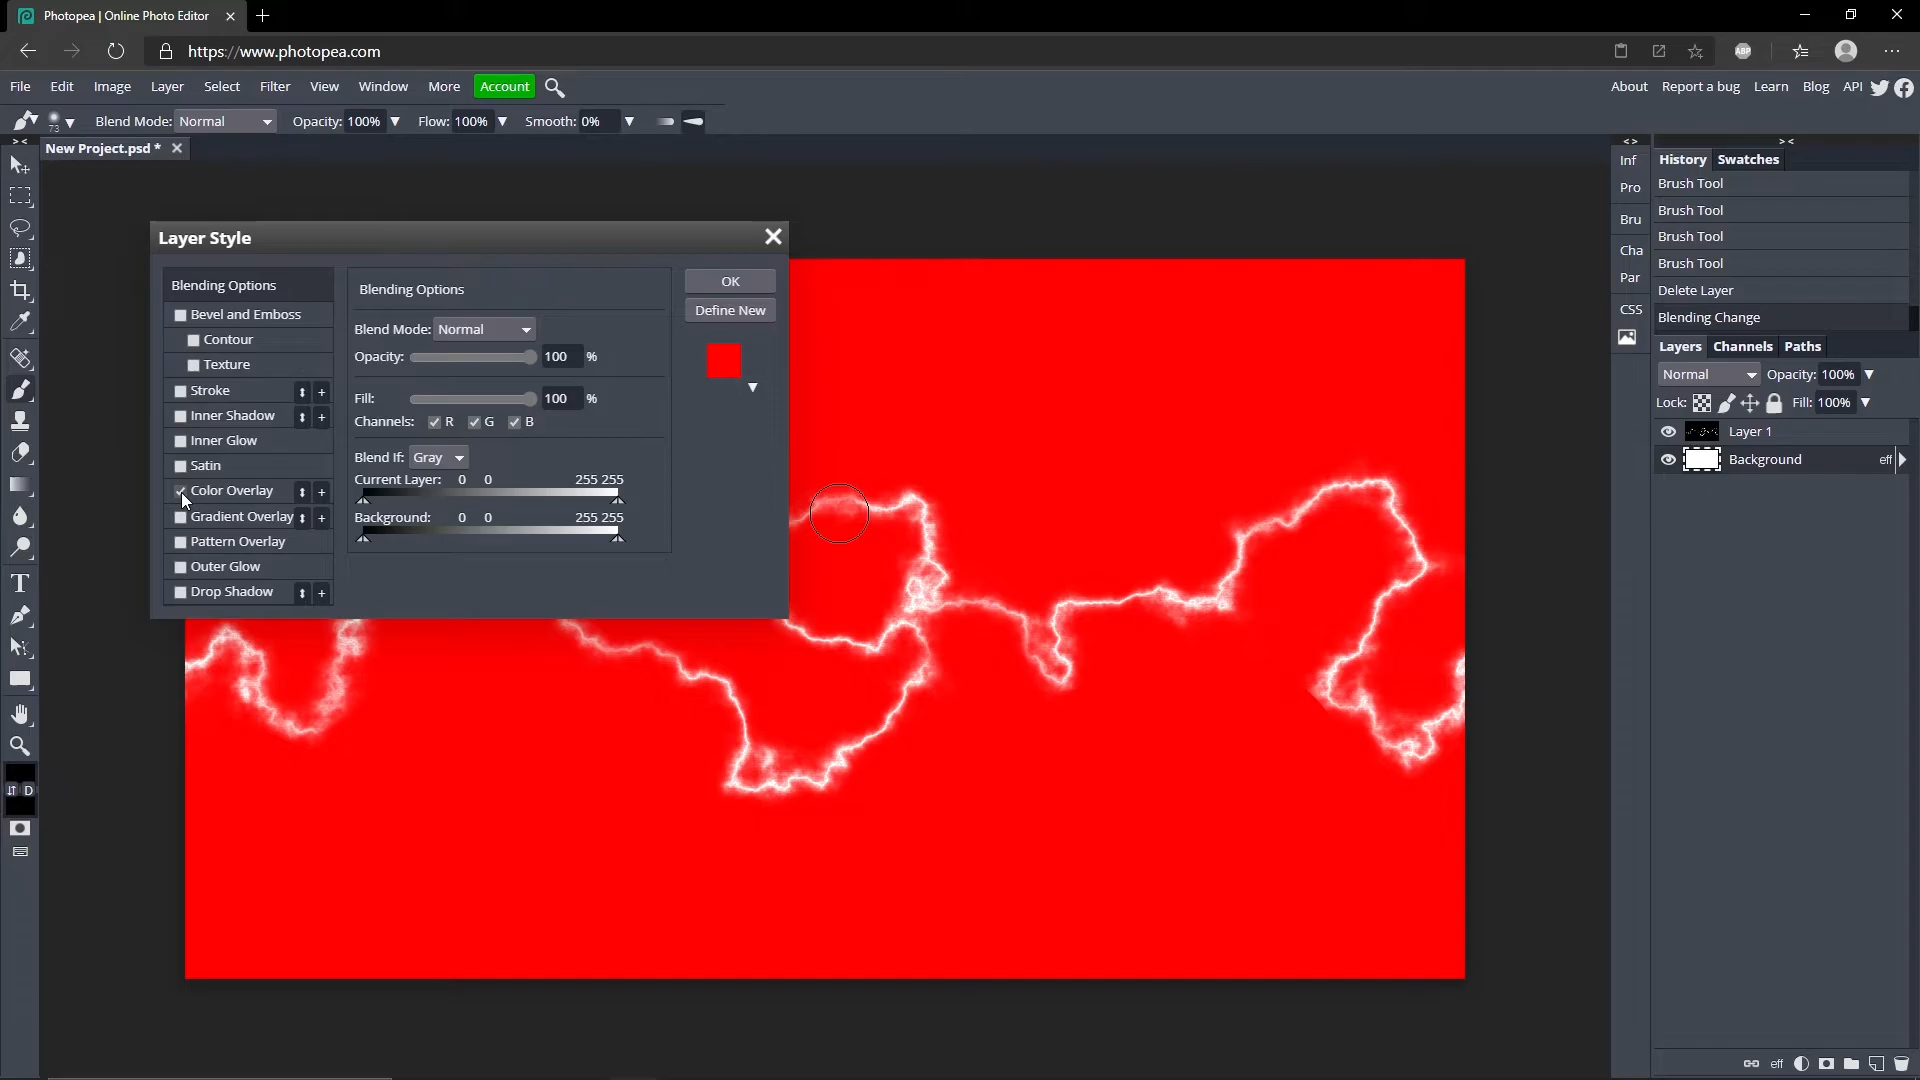 Photopea | Online Photo Editor
https://www.photopea.com
ABP
File Edit Image Layer Select Filter View Window More Account
About Report a bug Learn Blog API
73 Blend Mode: Normal Opacity: 100% Flow: 100% Smooth: 0%
New Project.psd *
Layer Style
Blending Options
Bevel and Emboss
Contour
Texture
Stroke
Inner Shadow
Inner Glow
Satin
Color Overlay
Gradient Overlay
Pattern Overlay
Outer Glow
Drop Shadow
Blending Options
Blend Mode: Normal
Opacity: 100 %
Fill: 100 %
Channels: R G B
Blend If: Gray
Current Layer: 0 0 255 255
Background: 0 0 255 255
OK
Define New
D
Inf
Pro
Bru
Cha
Par
CSS
History Swatches
Brush Tool
Brush Tool
Brush Tool
Brush Tool
Delete Layer
Blending Change
Layers Channels Paths
Normal Opacity: 100%
Lock: Fill: 100%
Layer 1
Background eff
eff